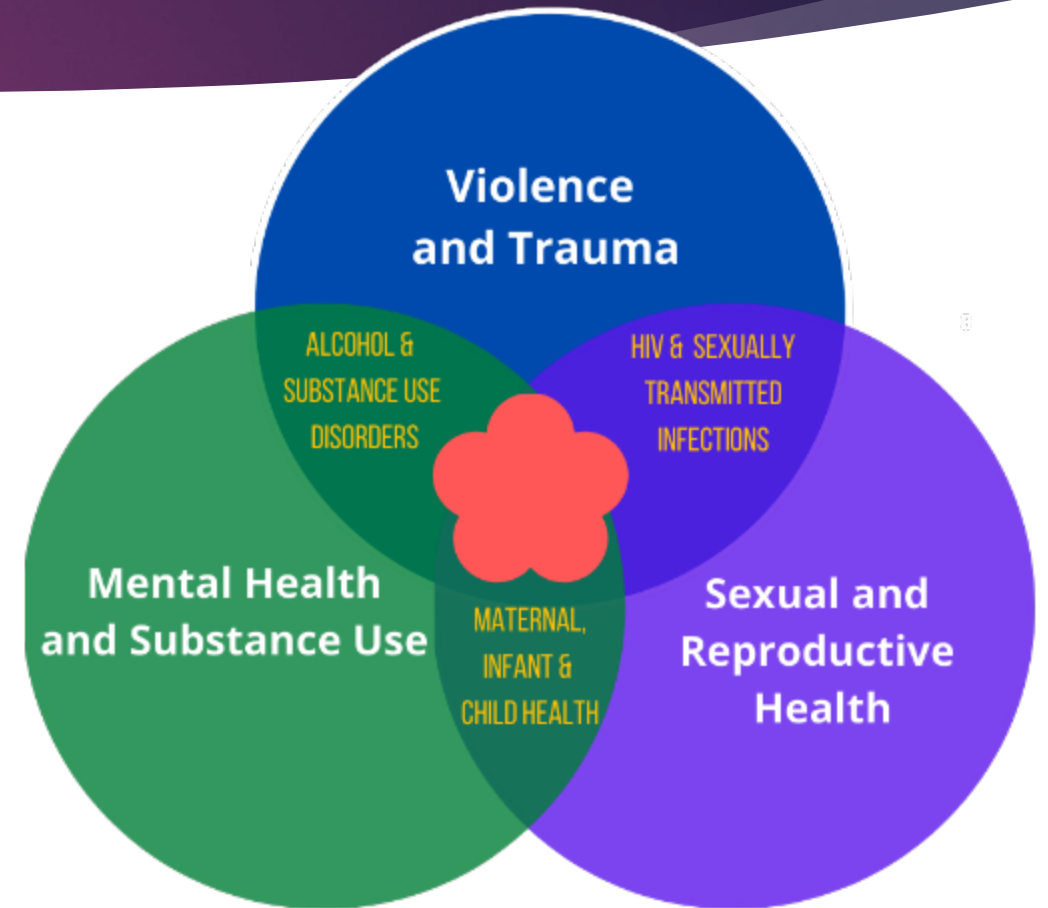 Violence
and Trauma
ALCOHOL &
SUBSTANCE USE
DISORDERS
HIV & SEXUALLY
TRANSMITTED
INFECTIONS
Mental Health
and Substance Use
MATERNAL,
INFANT &
CHILD HEALTH
Sexual and
Reproductive
Health